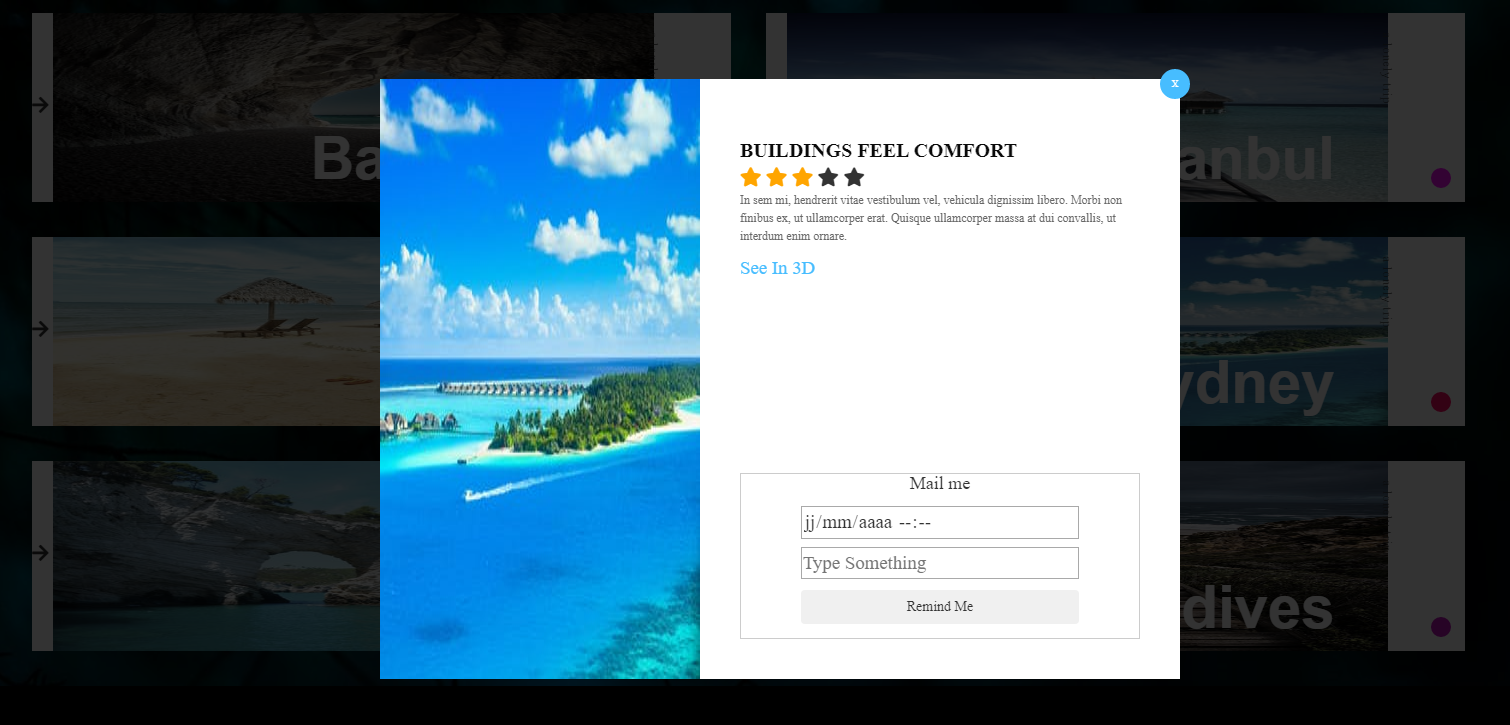 x
Ba
anbul
BUILDINGS FEEL COMFORT
In sem mi, hendrerit vitae vestibulum vel, vehicula dignissim libero. Morbi non
finibus ex, ut ullamcorper erat. Quisque ullamcorper massa at dui convallis, ut
interdum enim ornare.
See In 3D
ydney
Mail me
jj/mm/aaaa --:--
Type Something
Remind Me
dives